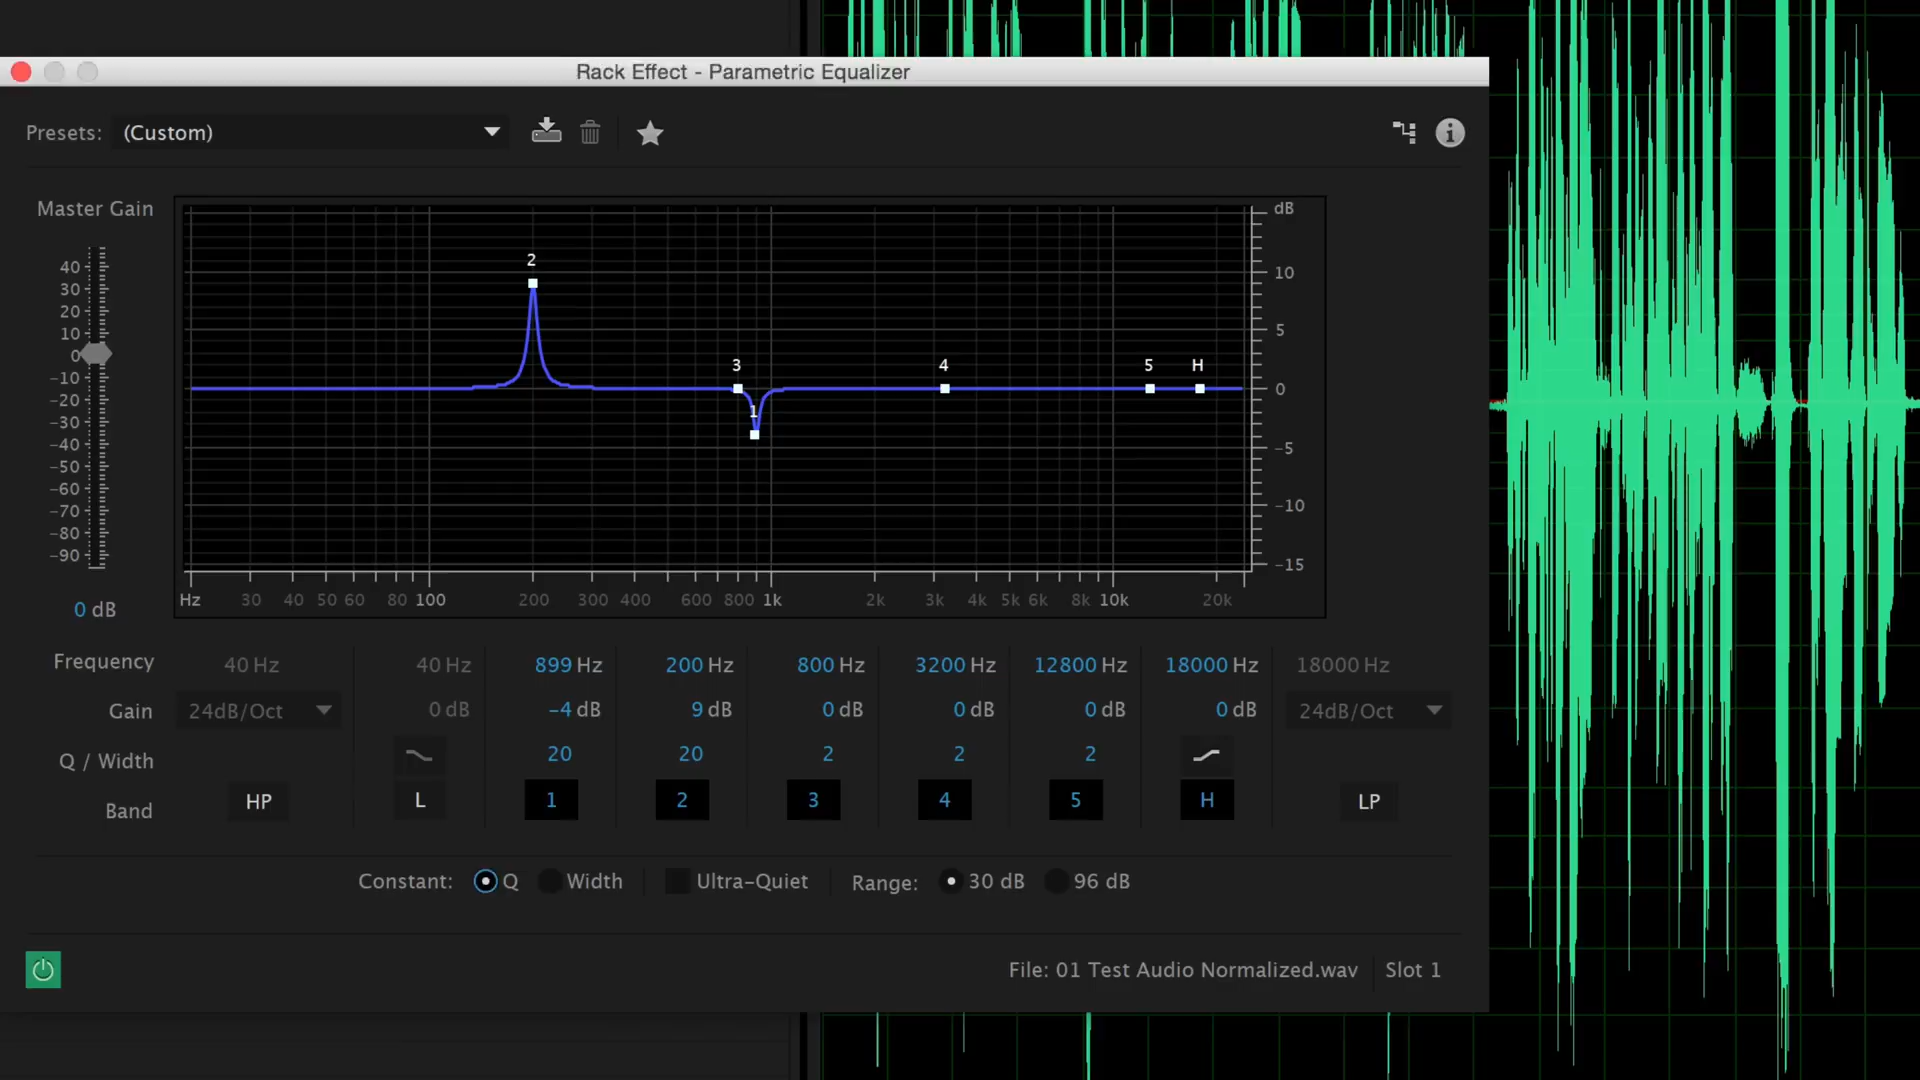 Rack Effect - Parametric Equalizer
Presets: (Custom)
Master Gain
40
30
20
10
0
-10
-20
-30
-40
-50
-60
-70
-80
-90
0 dB
dB
10
5
0
-5
-10
-15
2
3
1
4
5
H
Hz 30 40 50 60 80 100 200 300 400 600 800 1k 2k 3k 4k 5k 6k 8k 10k 20k
Frequency 40 Hz 40 Hz 899 Hz 200 Hz 800 Hz 3200 Hz 12800 Hz 18000 Hz 18000 Hz
Gain 24dB/Oct 0 dB -4 dB 9 dB 0 dB 0 dB 0 dB 0 dB 24dB/Oct
Q / Width 20 20 2 2 2
Band HP L 1 2 3 4 5 H LP
Constant: Q Width Ultra-Quiet Range: 30 dB 96 dB
File: 01 Test Audio Normalized.wav Slot 1